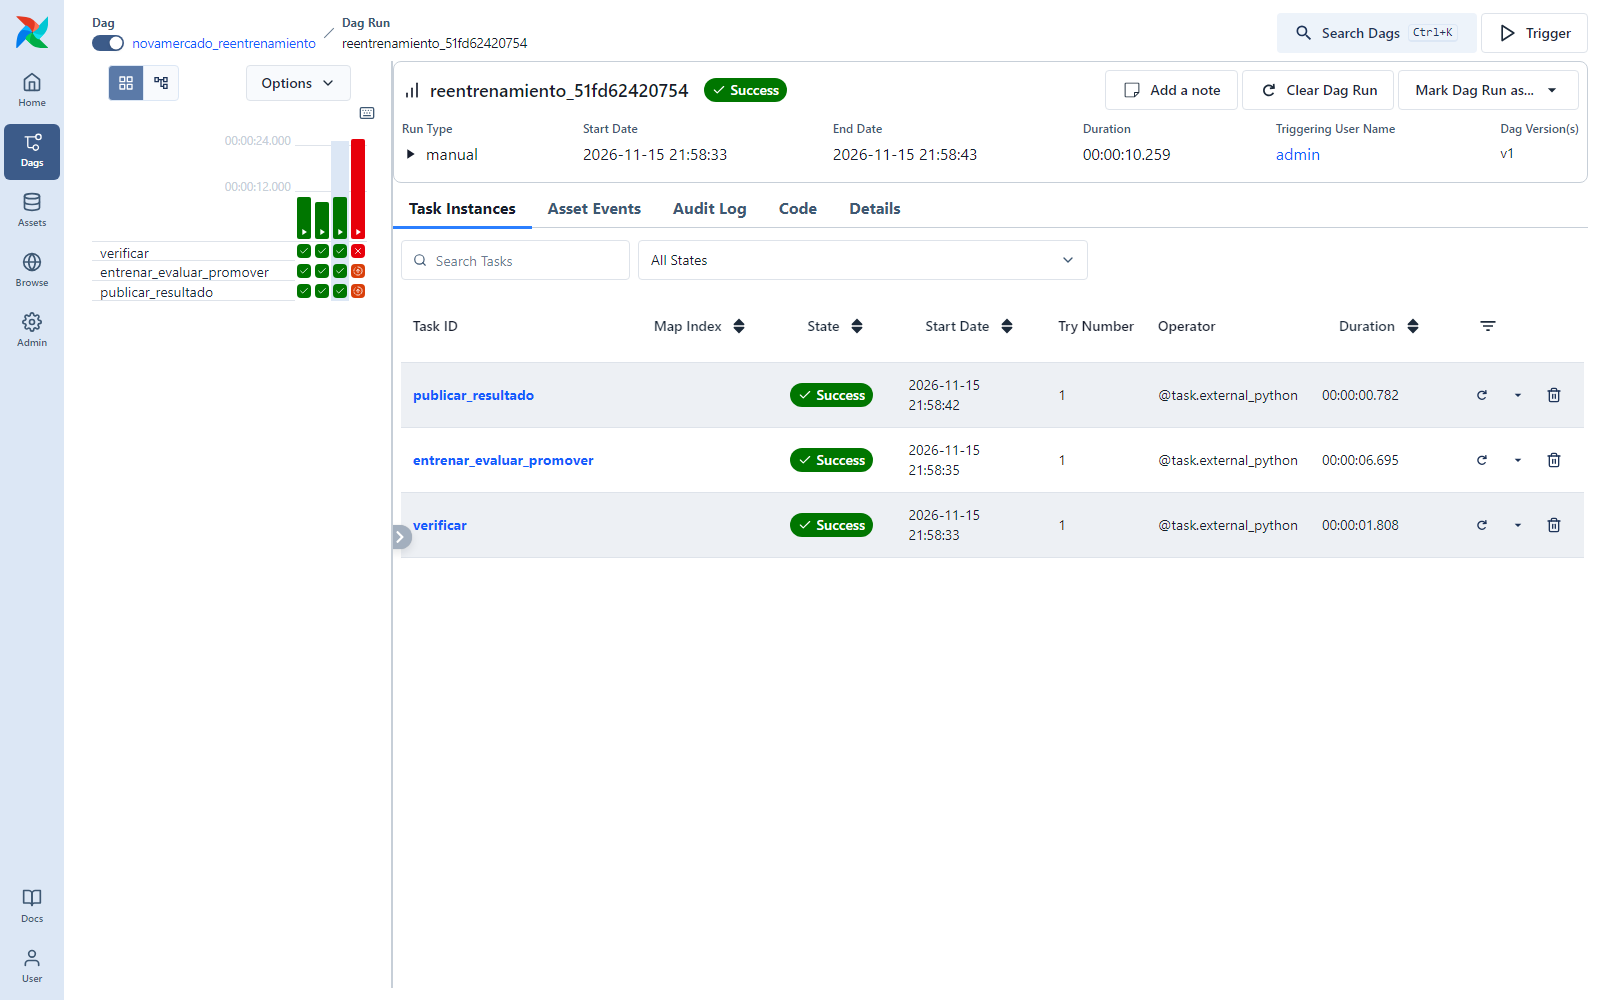 Dag
novamercado_reentrenamiento
Dag Run
reentrenamiento_51fd62420754
Search Dags Ctrl+K
Trigger
Home
Dags
Assets
Browse
Admin
Docs
User
Options
00:00:24.000
00:00:12.000
verificar
entrenar_evaluar_promover
publicar_resultado
reentrenamiento_51fd62420754 Success
Add a note
Clear Dag Run
Mark Dag Run as...
Run Type Start Date End Date Duration Triggering User Name Dag Version(s)
manual 2026-11-15 21:58:33 2026-11-15 21:58:43 00:00:10.259 admin v1
Task Instances Asset Events Audit Log Code Details
Search Tasks
All States
Task ID Map Index State Start Date Try Number Operator Duration
publicar_resultado Success 2026-11-15 21:58:42 1 @task.external_python 00:00:00.782
entrenar_evaluar_promover Success 2026-11-15 21:58:35 1 @task.external_python 00:00:06.695
verificar Success 2026-11-15 21:58:33 1 @task.external_python 00:00:01.808